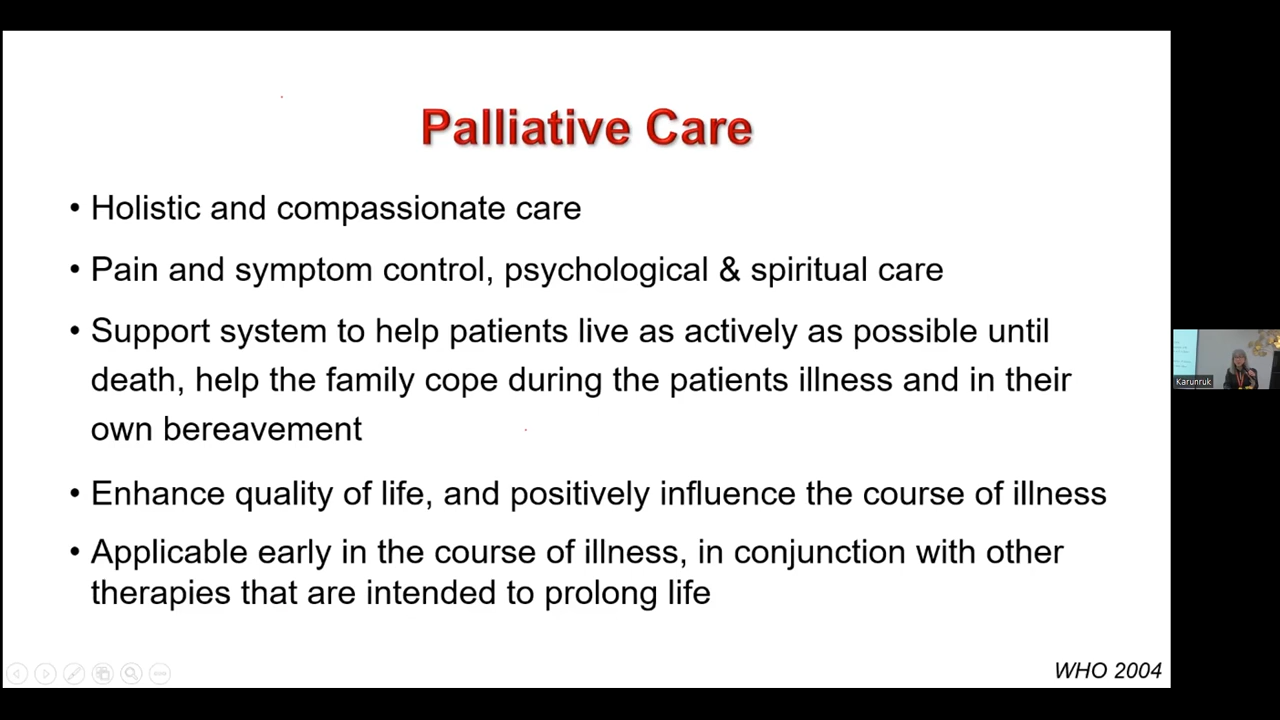 Palliative Care
• Holistic and compassionate care
• Pain and symptom control, psychological & spiritual care
• Support system to help patients live as actively as possible until
death, help the family cope during the patients illness and in their
own bereavement
• Enhance quality of life, and positively influence the course of illness
• Applicable early in the course of illness, in conjunction with other
therapies that are intended to prolong life
WHO 2004
Karunruk